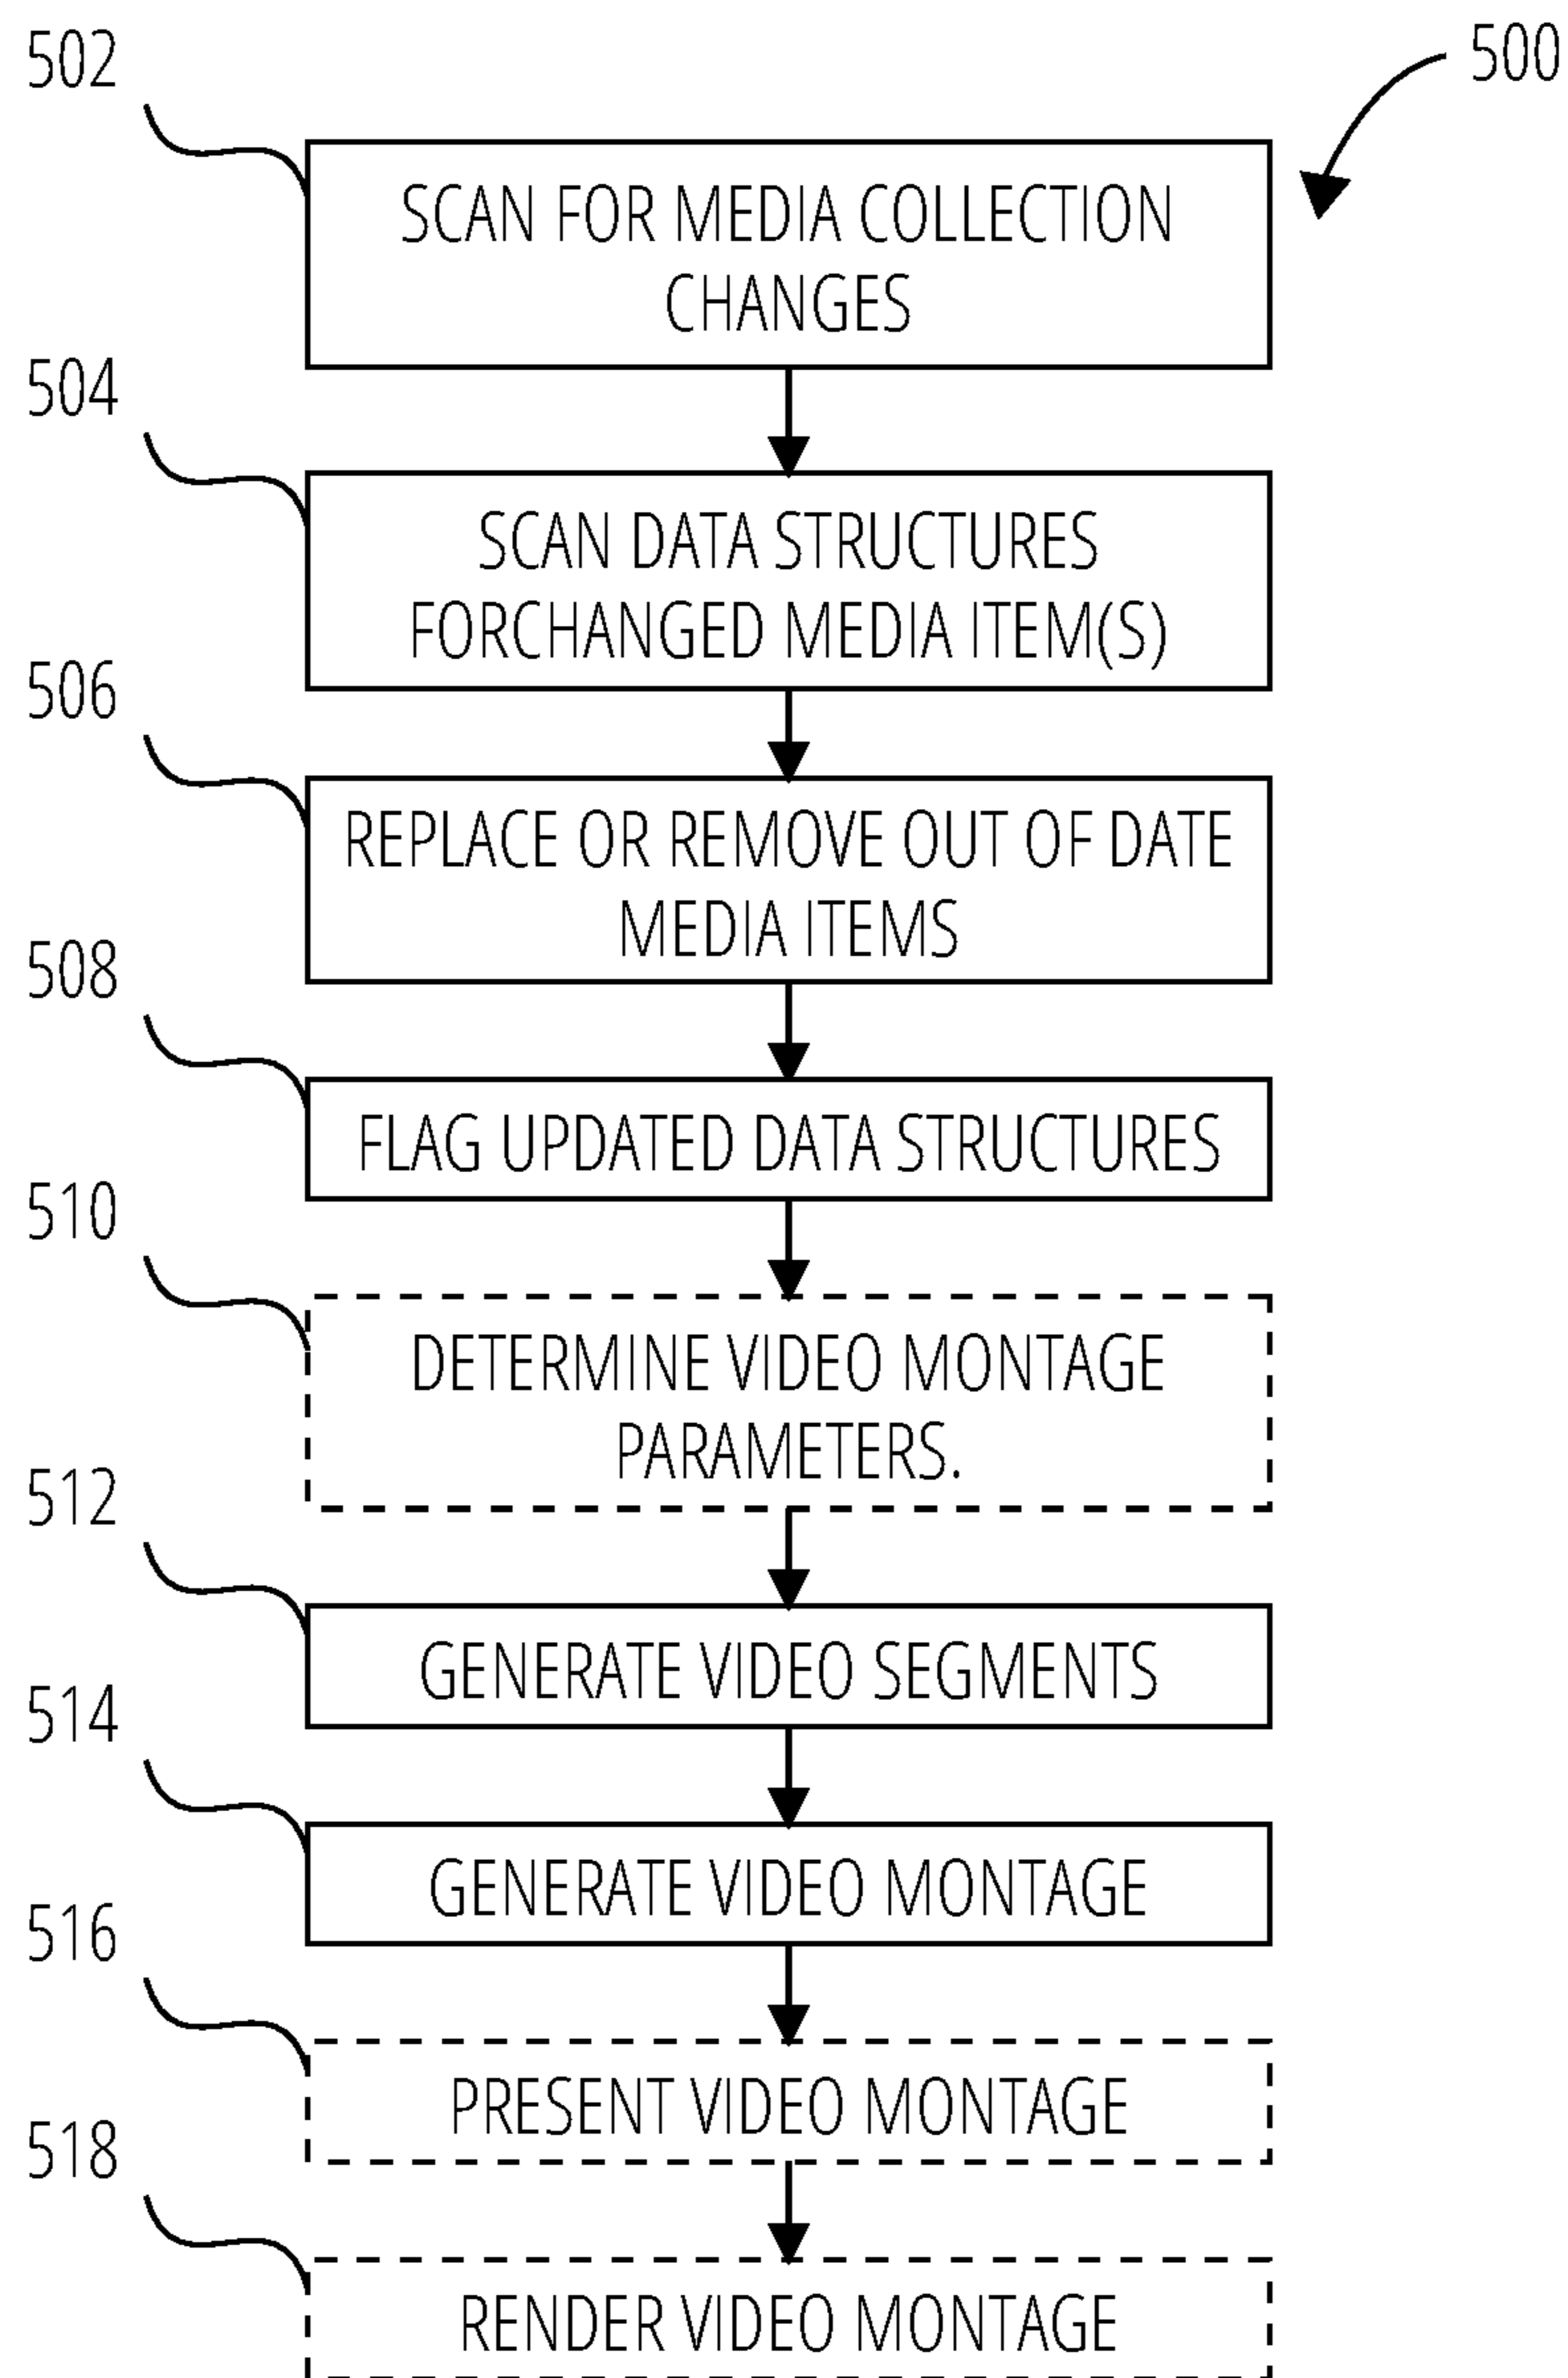 502
500
SCAN FOR MEDIA COLLECTION
CHANGES
504
SCAN DATA STRUCTURES
FORCHANGED MEDIA ITEM(S)
506
REPLACE OR REMOVE OUT OF DATE
MEDIA ITEMS
508
FLAG UPDATED DATA STRUCTURES
510
DETERMINE VIDEO MONTAGE
PARAMETERS.
512
GENERATE VIDEO SEGMENTS
514
GENERATE VIDEO MONTAGE
516
PRESENT VIDEO MONTAGE
518
RENDER VIDEO MONTAGE